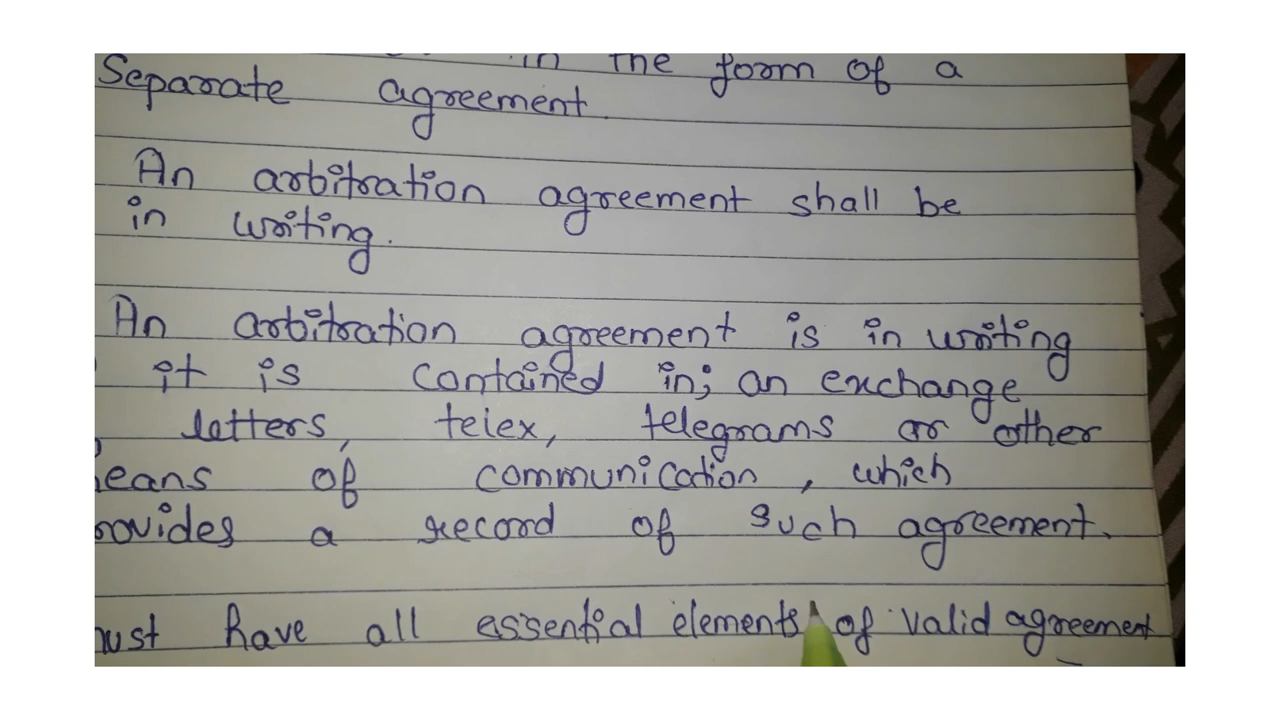 in the form of a
Separate agreement.
An arbitration agreement shall be
in writing.
An arbitration agreement is in writing
it is contained in; an exchange
letters, telex, telegrams or other
eans of communication, which
rovides a record of such agreement.
ust have all essential elements of valid agreement